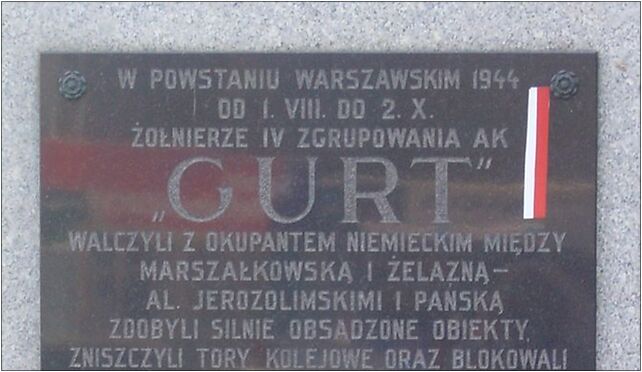 W POWSTANIU WARSZAWSKIM 1944
OD 1. VIII. DO 2. X.
ŻOŁNIERZE IV ZGRUPOWANIA AK
„GURT"
WALCZYLI Z OKUPANTEM NIEMIECKIM MIĘDZY
MARSZAŁKOWSKĄ I ŻELAZNĄ —
AL. JEROZOLIMSKIMI I PAŃSKĄ
ZDOBYLI SILNIE OBSADZONE OBIEKTY,
ZNISZCZYLI TORY KOLEJOWE ORAZ BLOKOWALI